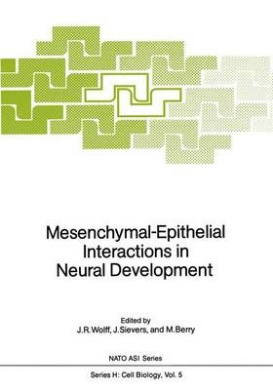 Mesenchymal-Epithelial
Interactions in
Neural Development
Edited by
J.R.Wolff, J.Sievers, and M.Berry
NATO ASI Series
Series H: Cell Biology, Vol. 5